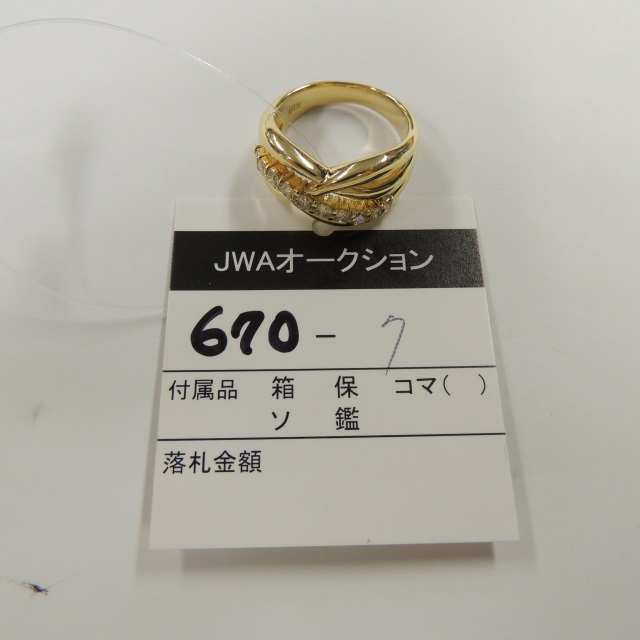 JWAオークション
670 - 7
付属品 箱 保 コマ( )
ソ 鑑
落札金額